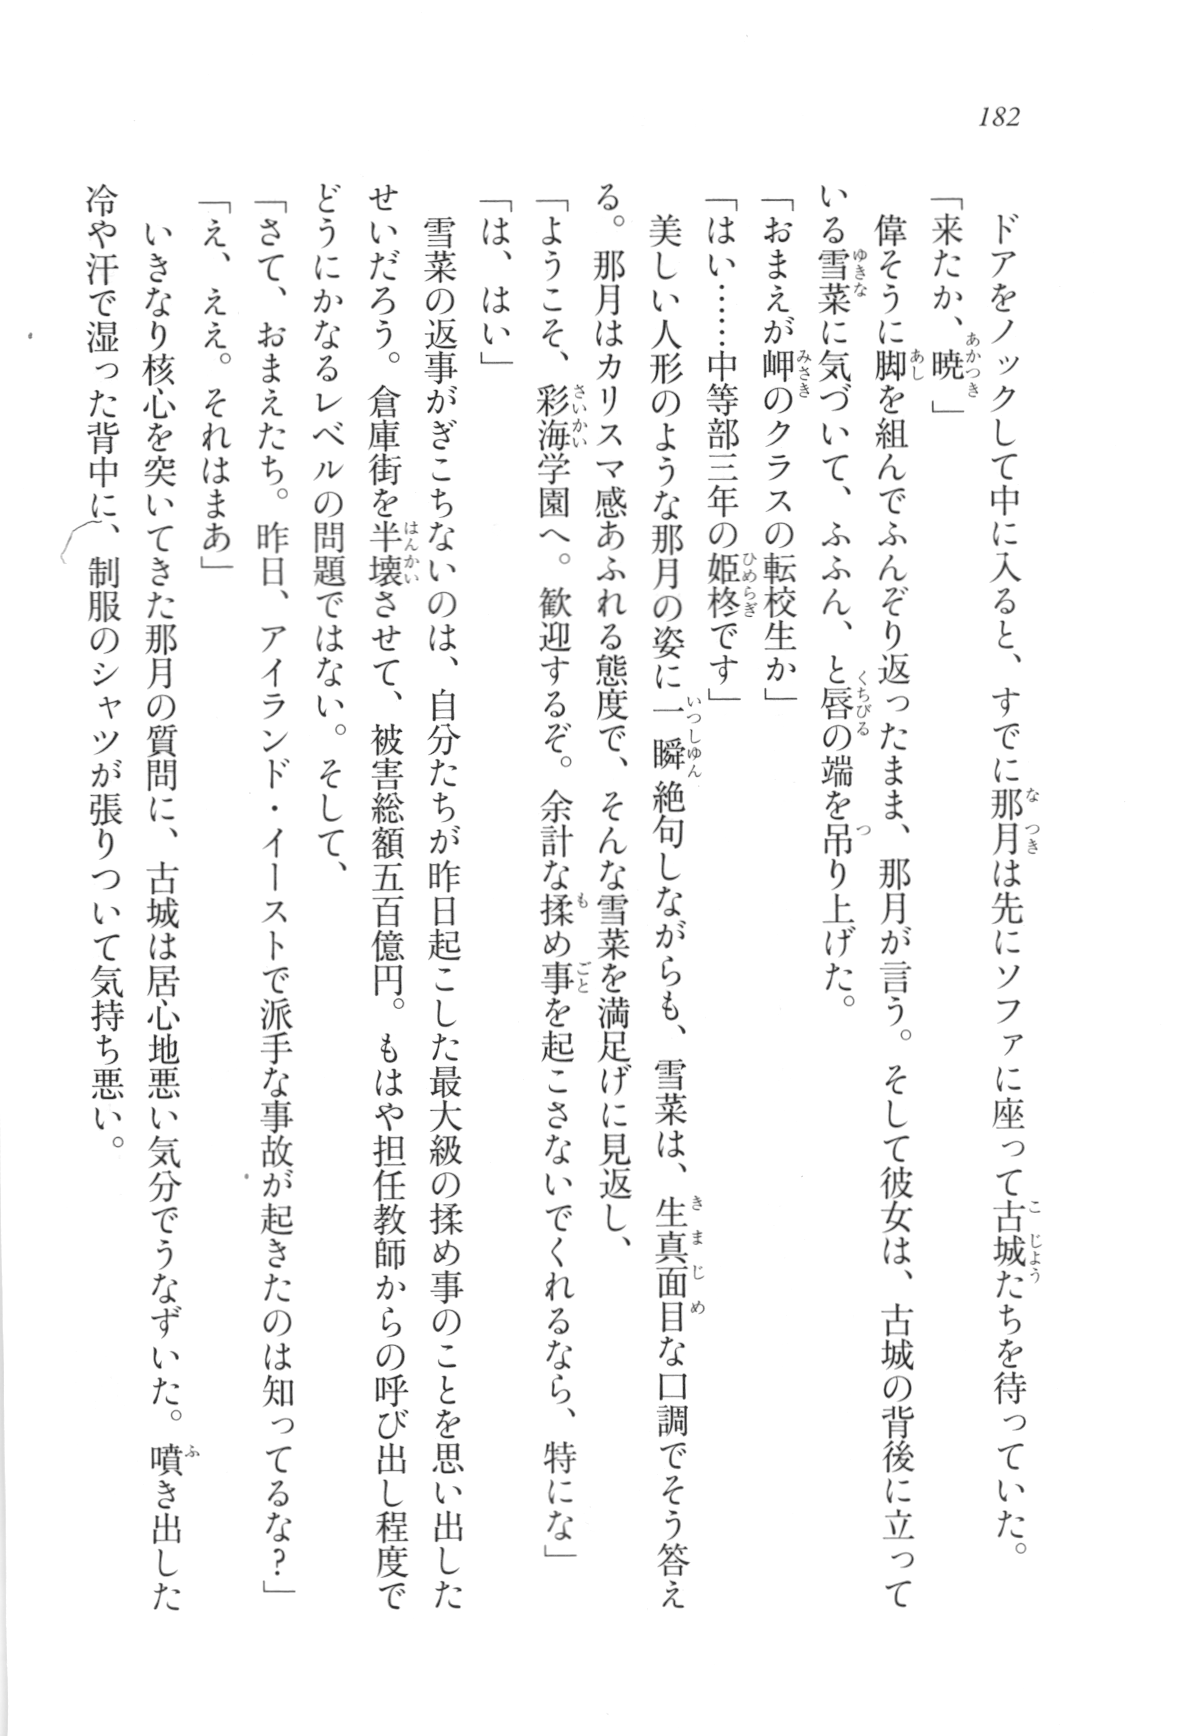 182
ドアをノックして中に入ると、すでに那月は先にソファに座って古城たちを待っていた。
「来たか、暁」
偉そうに脚を組んでふんぞり返ったまま、那月が言う。そして彼女は、古城の背後に立って
いる雪菜に気づいて、ふふん、と唇の端を吊り上げた。
「おまえが岬のクラスの転校生か」
「はい……中等部三年の姫柊です」
美しい人形のような那月の姿に一瞬絶句しながらも、雪菜は、生真面目な口調でそう答え
る。那月はカリスマ感あふれる態度で、そんな雪菜を満足げに見返し、
「ようこそ、彩海学園へ。歓迎するぞ。余計な揉め事を起こさないでくれるなら、特にな」
「は、はい」
雪菜の返事がぎこちないのは、自分たちが昨日起こした最大級の揉め事のことを思い出した
せいだろう。倉庫街を半壊させて、被害総額五百億円。もはや担任教師からの呼び出し程度で
どうにかなるレベルの問題ではない。そして、
「さて、おまえたち。昨日、アイランド・イーストで派手な事故が起きたのは知ってるな？」
「え、ええ。それはまあ」
いきなり核心を突いてきた那月の質問に、古城は居心地悪い気分でうなずいた。噴き出した
冷や汗で湿った背中に、制服のシャツが張りついて気持ち悪い。